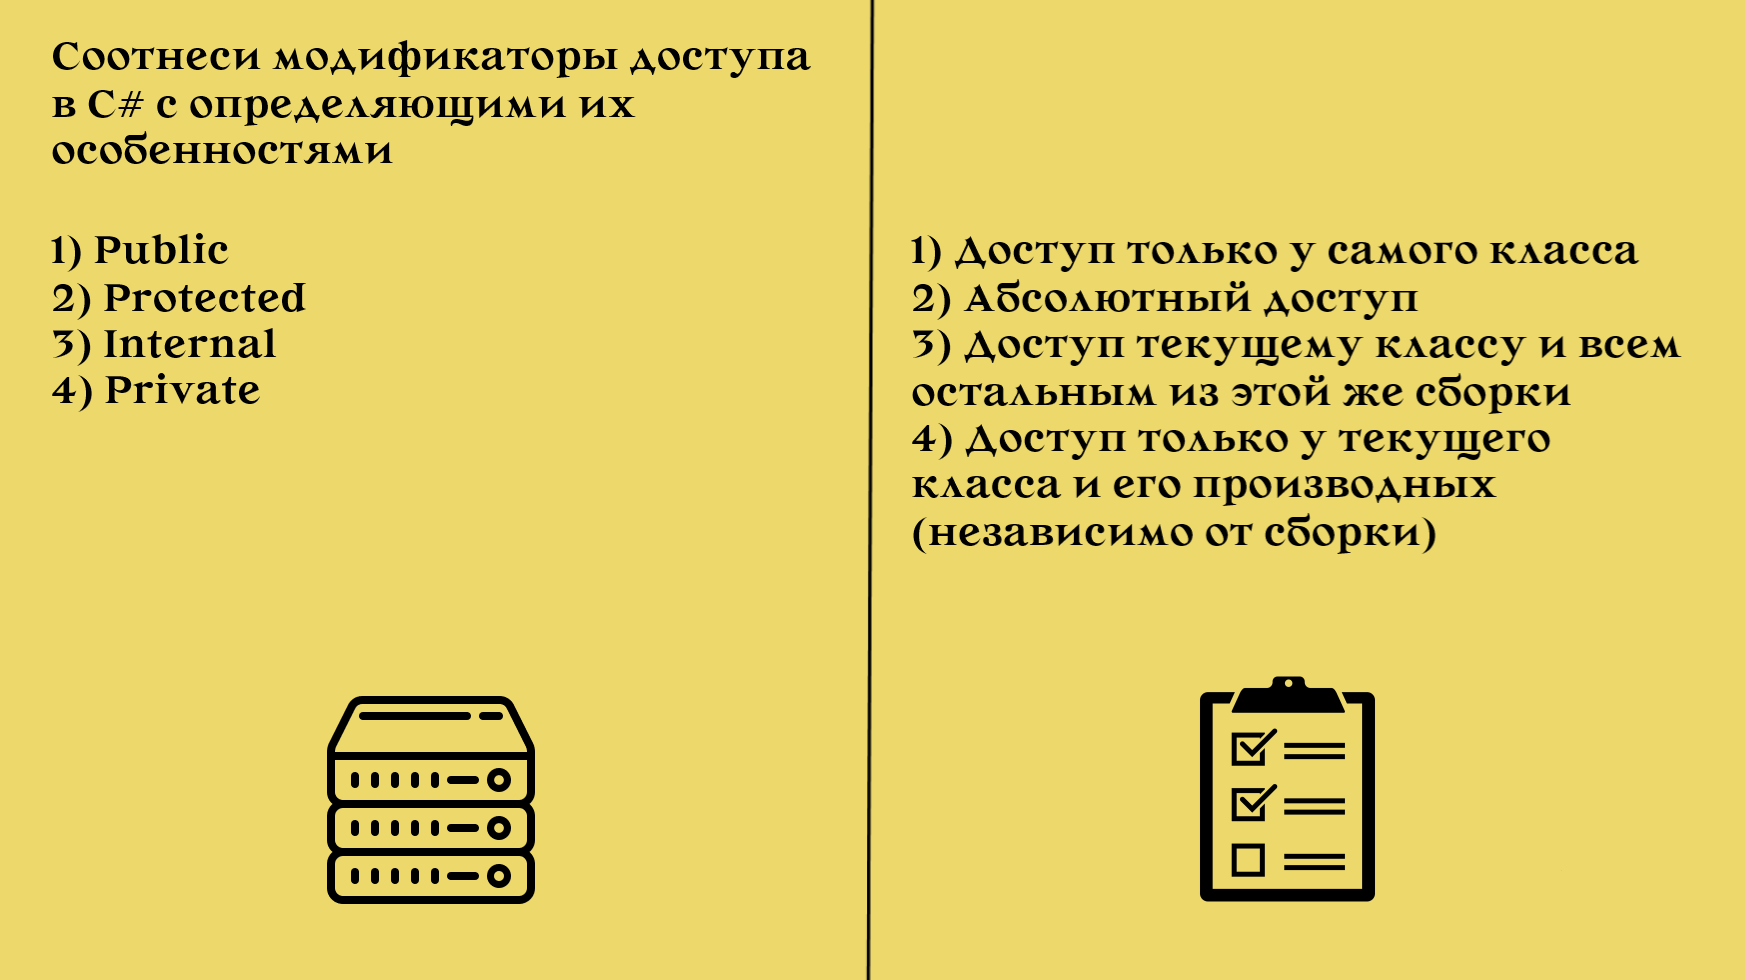 Соотнеси модификаторы доступа
в C# с определяющими их
особенностями
1) Public
2) Protected
3) Internal
4) Private
1) Доступ только у самого класса
2) Абсолютный доступ
3) Доступ текущему классу и всем
остальным из этой же сборки
4) Доступ только у текущего
класса и его производных
(независимо от сборки)